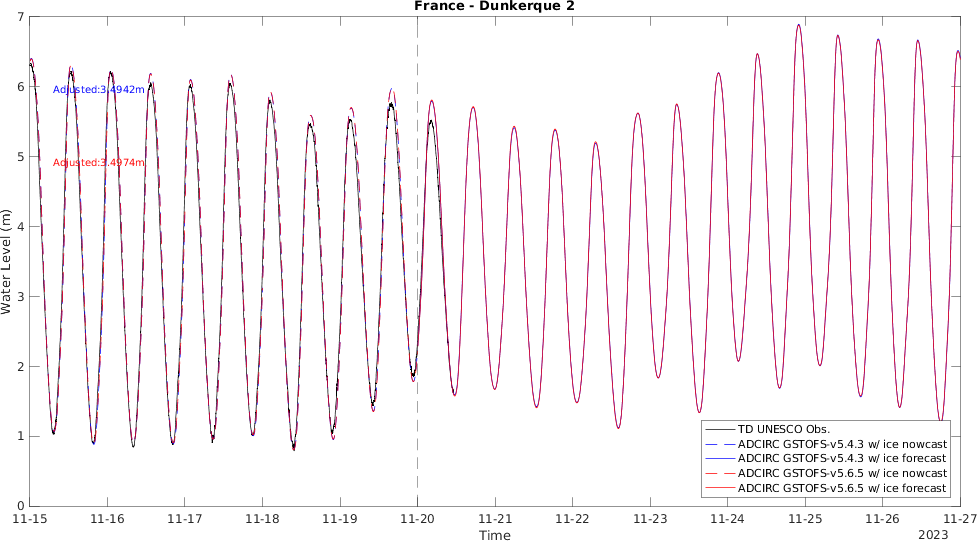 France - Dunkerque 2
7
6
5
4
3
2
1
0
Water Level (m)
Adjusted:3.4942m
Adjusted:3.4974m
TD UNESCO Obs.
ADCIRC GSTOFS-v5.4.3 w/ ice nowcast
ADCIRC GSTOFS-v5.4.3 w/ ice forecast
ADCIRC GSTOFS-v5.6.5 w/ ice nowcast
ADCIRC GSTOFS-v5.6.5 w/ ice forecast
11-15 11-16 11-17 11-18 11-19 11-20 11-21 11-22 11-23 11-24 11-25 11-26 11-27
Time
2023